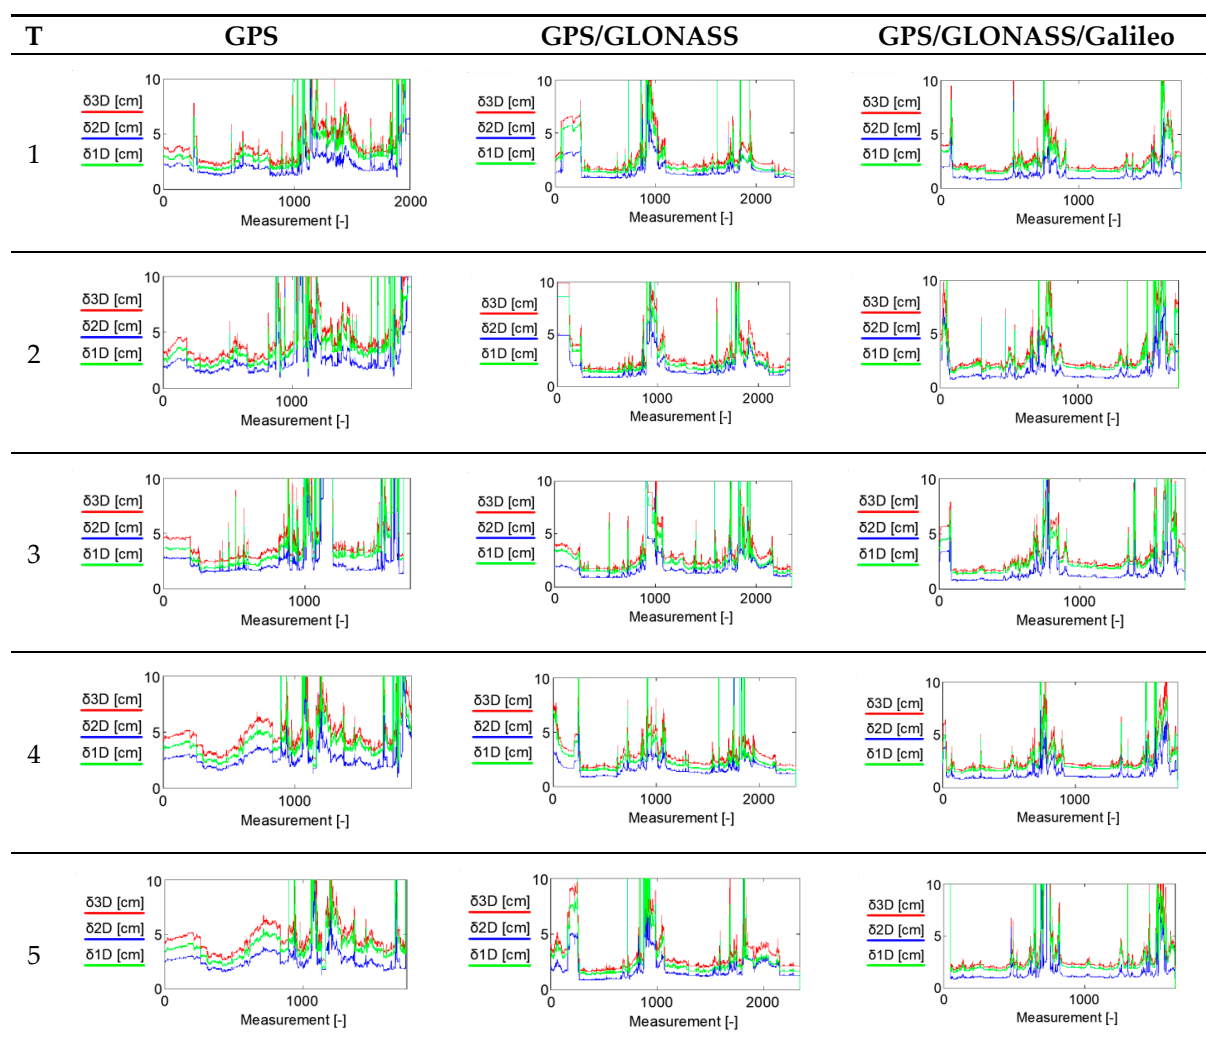 T GPS GPS/GLONASS GPS/GLONASS/Galileo
1
10 5 0
δ3D [cm]
δ2D [cm]
δ1D [cm]
0 1000 2000
Measurement [-]
10 5 0
δ3D [cm]
δ2D [cm]
δ1D [cm]
0 1000 2000
Measurement [-]
10 5 0
δ3D [cm]
δ2D [cm]
δ1D [cm]
0 1000
Measurement [-]
2
10 5 0
δ3D [cm]
δ2D [cm]
δ1D [cm]
0 1000
Measurement [-]
10 5 0
δ3D [cm]
δ2D [cm]
δ1D [cm]
0 1000 2000
Measurement [-]
10 5 0
δ3D [cm]
δ2D [cm]
δ1D [cm]
0 1000
Measurement [-]
3
10 5 0
δ3D [cm]
δ2D [cm]
δ1D [cm]
0 1000
Measurement [-]
10 5 0
δ3D [cm]
δ2D [cm]
δ1D [cm]
0 1000 2000
Measurement [-]
10 5 0
δ3D [cm]
δ2D [cm]
δ1D [cm]
0 1000
Measurement [-]
4
10 5 0
δ3D [cm]
δ2D [cm]
δ1D [cm]
0 1000
Measurement [-]
10 5 0
δ3D [cm]
δ2D [cm]
δ1D [cm]
0 1000 2000
Measurement [-]
10 5 0
δ3D [cm]
δ2D [cm]
δ1D [cm]
0 1000
Measurement [-]
5
10 5 0
δ3D [cm]
δ2D [cm]
δ1D [cm]
0 1000
Measurement [-]
10 5 0
δ3D [cm]
δ2D [cm]
δ1D [cm]
0 1000 2000
Measurement [-]
10 5 0
δ3D [cm]
δ2D [cm]
δ1D [cm]
0 1000
Measurement [-]